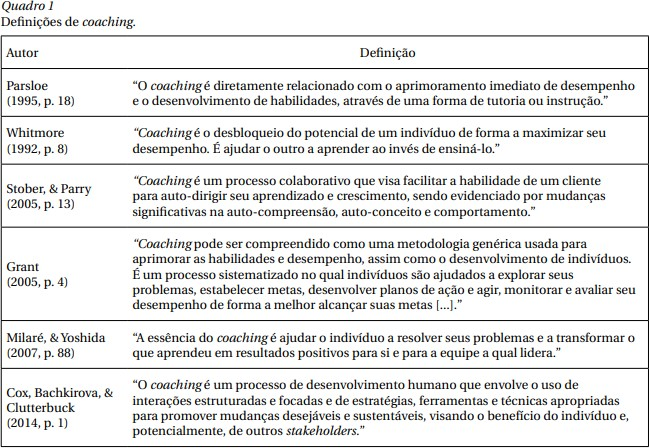 Quadro 1
Definições de coaching.
Autor
Definição
Parsloe
(1995, p. 18)
“O coaching é diretamente relacionado com o aprimoramento imediato de desempenho
e o desenvolvimento de habilidades, através de uma forma de tutoria ou instrução.”
Whitmore
(1992, p. 8)
“Coaching é o desbloqueio do potencial de um indivíduo de forma a maximizar seu
desempenho. É ajudar o outro a aprender ao invés de ensiná-lo.”
Stober, & Parry
(2005, p. 13)
“Coaching é um processo colaborativo que visa facilitar a habilidade de um cliente
para auto-dirigir seu aprendizado e crescimento, sendo evidenciado por mudanças
significativas na auto-compreensão, auto-conceito e comportamento.”
Grant
(2005, p. 4)
“Coaching pode ser compreendido como uma metodologia genérica usada para
aprimorar as habilidades e desempenho, assim como o desenvolvimento de indivíduos.
É um processo sistematizado no qual indivíduos são ajudados a explorar seus
problemas, estabelecer metas, desenvolver planos de ação e agir, monitorar e avaliar seu
desempenho de forma a melhor alcançar suas metas [...].”
Milaré, & Yoshida
(2007, p. 88)
“A essência do coaching é ajudar o indivíduo a resolver seus problemas e a transformar o
que aprendeu em resultados positivos para si e para a equipe a qual lidera.”
Cox, Bachkirova, &
Clutterbuck
(2014, p. 1)
“O coaching é um processo de desenvolvimento humano que envolve o uso de
interações estruturadas e focadas e de estratégias, ferramentas e técnicas apropriadas
para promover mudanças desejáveis e sustentáveis, visando o benefício do indivíduo e,
potencialmente, de outros stakeholders.”